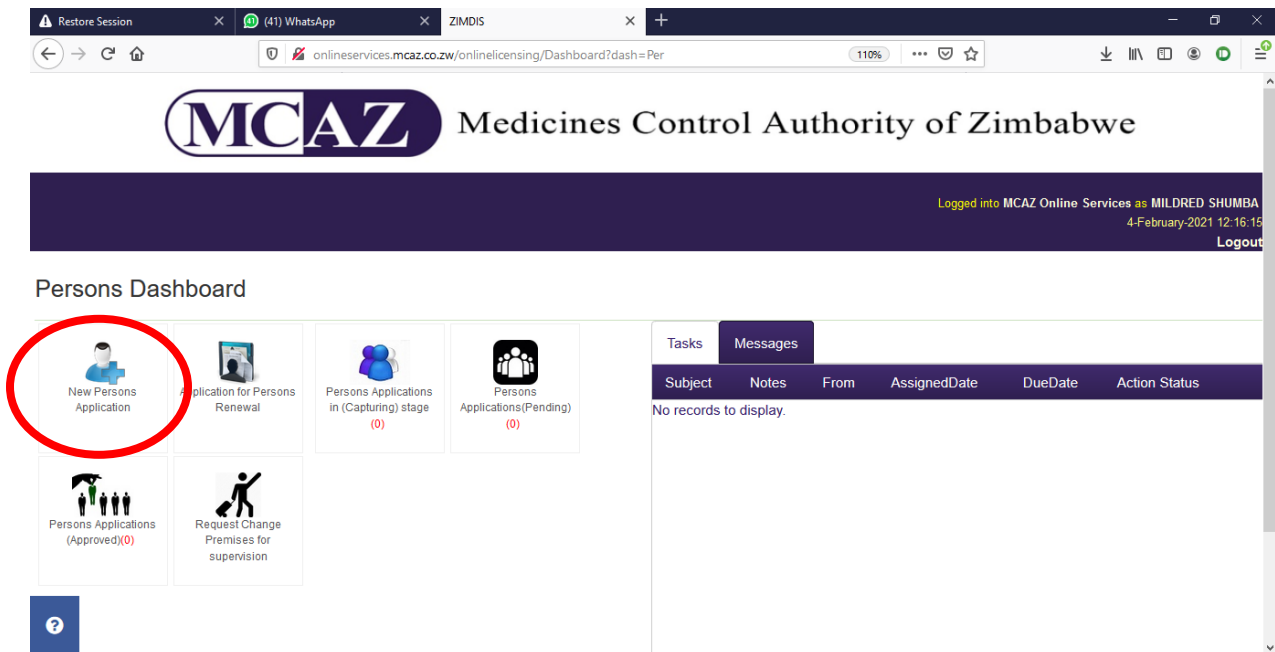 Restore Session
(41) WhatsApp
ZIMDIS
onlineservices.mcaz.co.zw/onlinelicensing/Dashboard?dash=Per
110%
MCAZ
Medicines Control Authority of Zimbabwe
Logged into MCAZ Online Services as MILDRED SHUMBA
4-February-2021 12:16:15
Logout
Persons Dashboard
New Persons
Application
Application for Persons
Renewal
Persons Applications
in (Capturing) stage
(0)
Persons
Applications(Pending)
(0)
Persons Applications
(Approved)(0)
Request Change
Premises for
supervision
Tasks
Messages
Subject Notes From AssignedDate DueDate Action Status
No records to display.